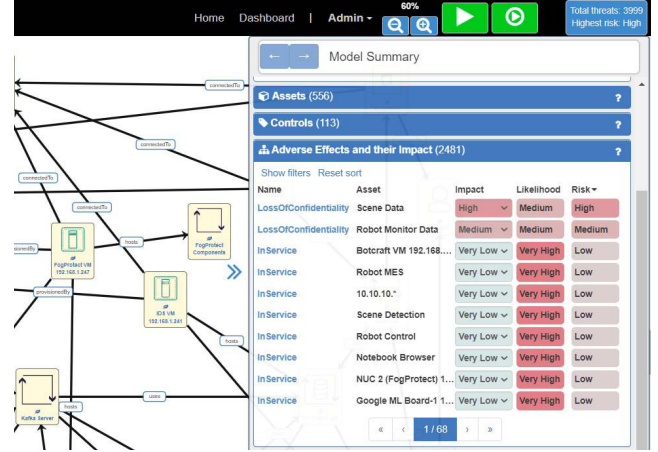 Home Dashboard | Admin
60%
Total threats: 3999
Highest risk: High
Model Summary
Assets (556) ?
Controls (113) ?
Adverse Effects and their Impact (2481) ?
Show filters Reset sort
Name Asset Impact Likelihood Risk
LossOfConfidentiality Scene Data High Medium High
LossOfConfidentiality Robot Monitor Data Medium Medium Medium
InService Botcraft VM 192.168.... Very Low Very High Low
InService Robot MES Very Low Very High Low
InService 10.10.10.* Very Low Very High Low
InService Scene Detection Very Low Very High Low
InService Robot Control Very Low Very High Low
InService Notebook Browser Very Low Very High Low
InService NUC 2 (FogProtect) 1... Very Low Very High Low
InService Google ML Board-1 1... Very Low Very High Low
« ‹ 1 / 68 › »
connectedTo
connectedTo
connectedTo
connectedTo
hosts
FogProtect
Components
FogProtect VM
192.168.1.247
provisionedBy
IDS VM
192.168.1.241
hosts
uses
hosts
Kafka Server